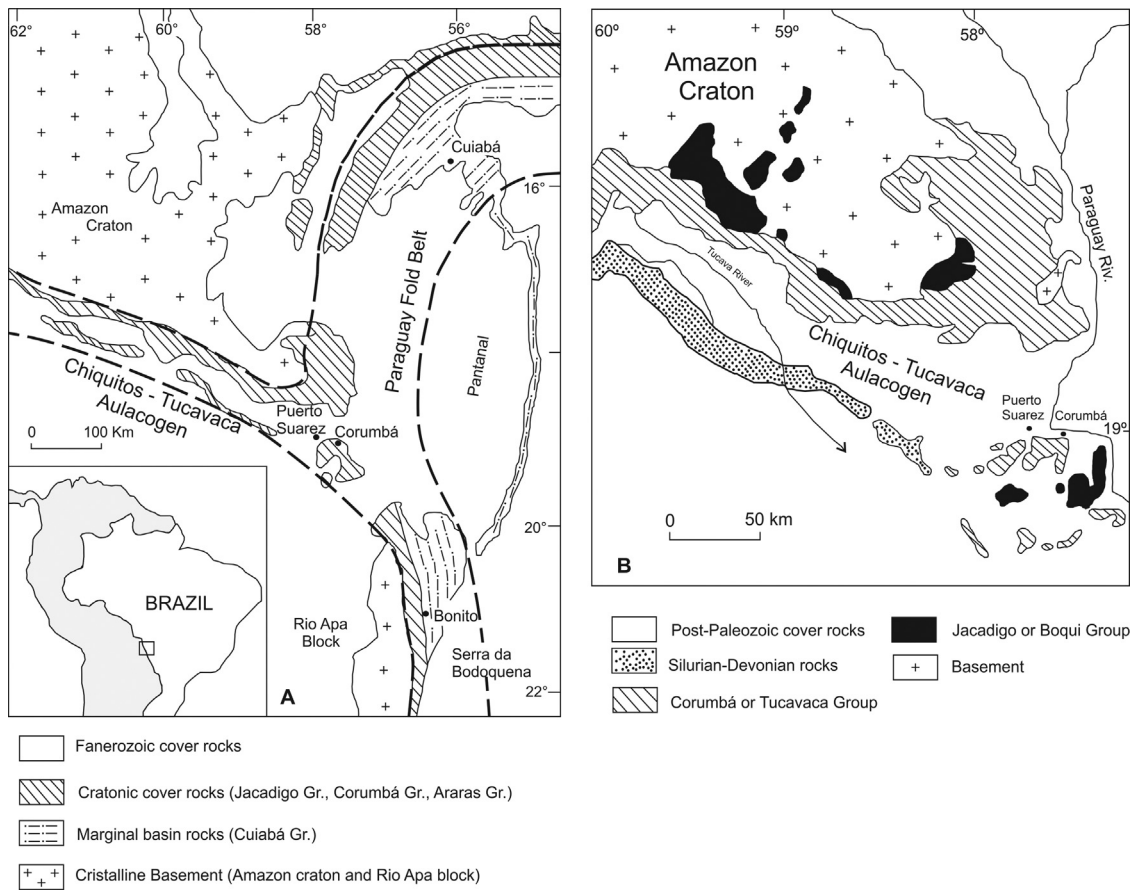 62°
60°
58°
56°
Cuiabá
16°
Amazon
Craton
Paraguay Fold Belt
Pantanal
Chiquitos - Tucavaca
Aulacogen
Puerto
Suarez
Corumbá
0 100 Km
20°
BRAZIL
Rio Apa
Block
Bonito
Serra da
Bodoquena
A
22°
Fanerozoic cover rocks
Cratonic cover rocks (Jacadigo Gr., Corumbá Gr., Araras Gr.)
Marginal basin rocks (Cuiabá Gr.)
Cristalline Basement (Amazon craton and Rio Apa block)
60°
59°
58°
Amazon
Craton
Paraguay Riv.
Tucava River
Chiquitos - Tucavaca
Aulacogen
Puerto
Suarez
Corumbá
19°
0 50 km
B
Post-Paleozoic cover rocks
Silurian-Devonian rocks
Corumbá or Tucavaca Group
Jacadigo or Boqui Group
Basement